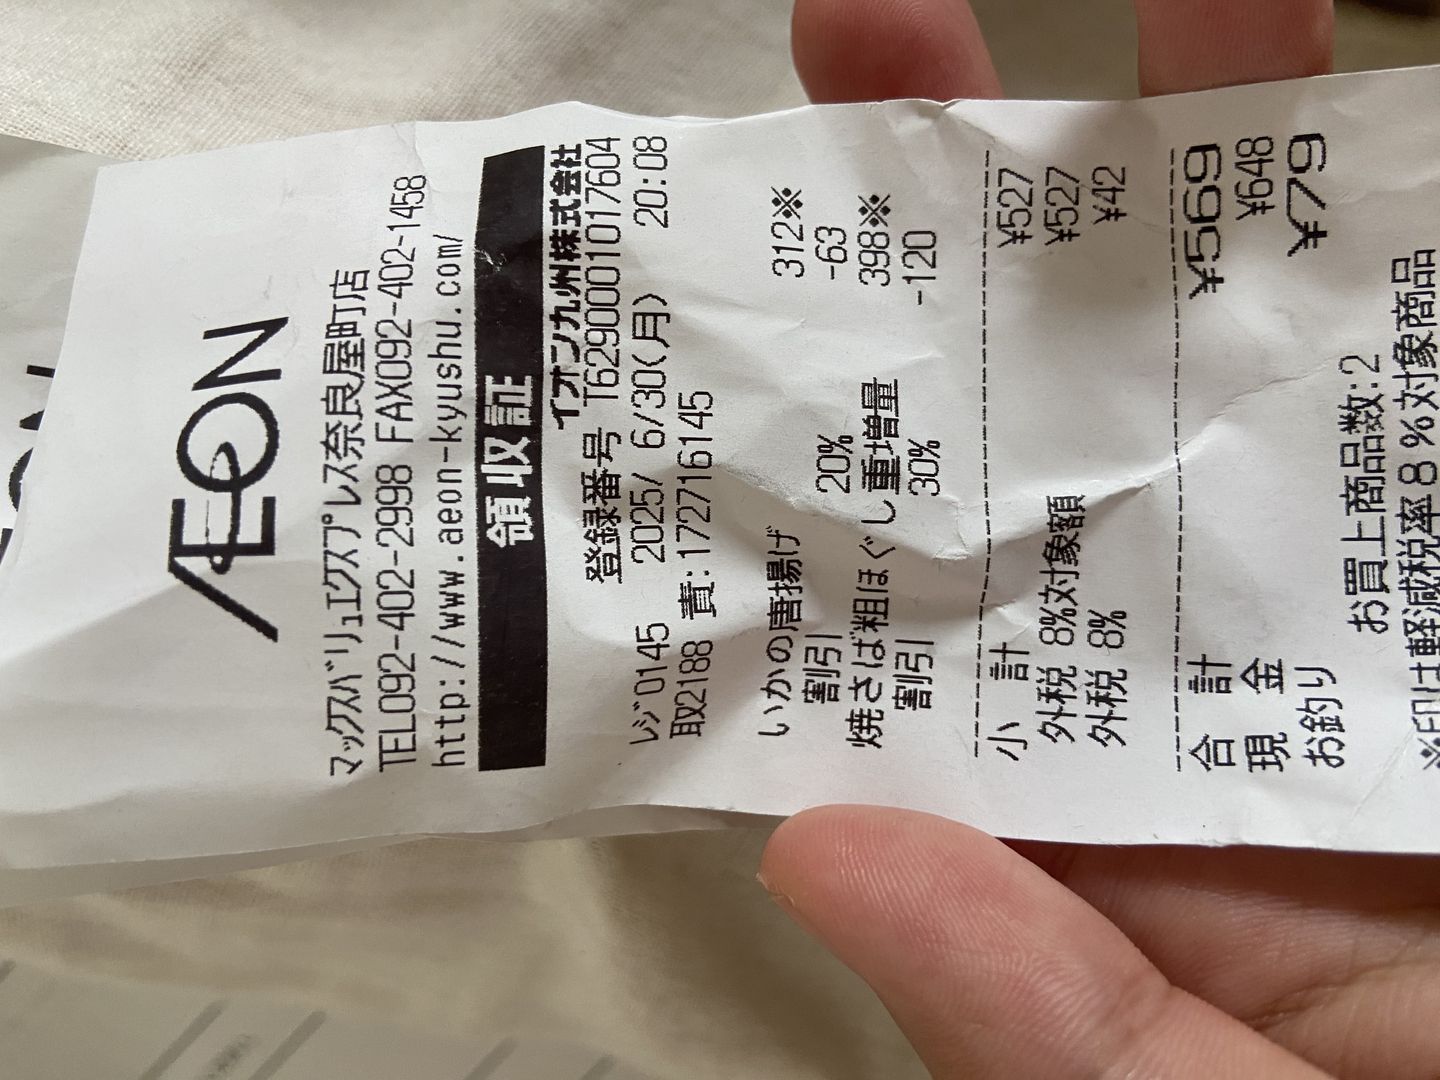 ÆON
マックスバリュエクスプレス奈良屋町店
TEL092-402-2998 FAX092-402-1458
http://www.aeon-kyushu.com/
領収証
イオン九州株式会社
登録番号 T6290001017604
レジ0145 2025/ 6/30(月) 20:08
取2188 責:172716145
いかの唐揚げ 312※
割引 20% -63
焼さば粗ほぐし重増量 398※
割引 30% -120
小 計 ¥527
外税 8%対象額 ¥527
外税 8% ¥42
合 計 ¥569
現 金 ¥648
お釣り ¥79
お買上商品数:2
※印は軽減税率8%対象商品